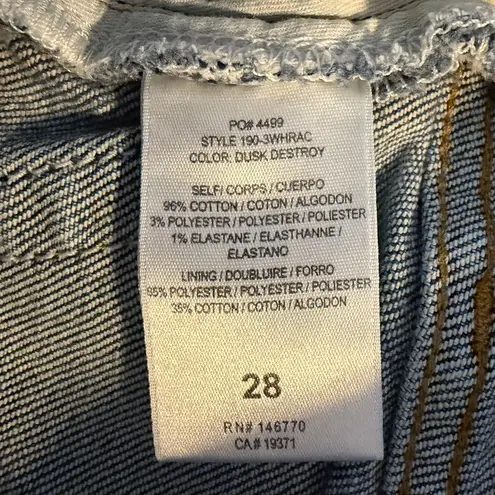 PO# 4499
STYLE 190-3WHRAC
COLOR: DUSK DESTROY
SELF/ CORPS / CUERPO
96% COTTON / COTON / ALGODON
3% POLYESTER / POLYESTER / POLIESTER
1% ELASTANE / ELASTHANNE /
ELASTANO
LINING / DOUBLUIRE / FORRO
65% POLYESTER / POLYESTER / POLIESTER
35% COTTON / COTON / ALGODON
28
RN# 146770
CA# 19371